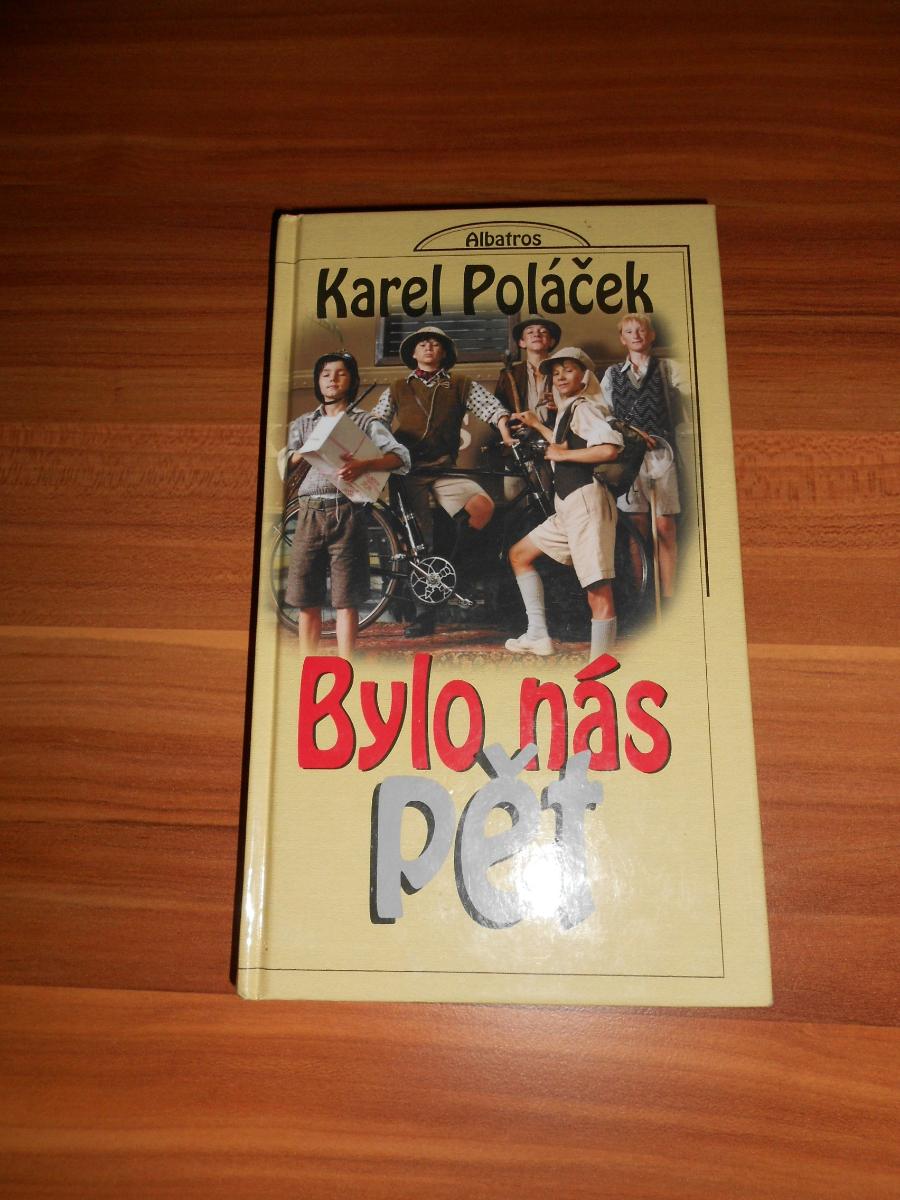 Albatros
Karel Poláček
Bylo nás
pět